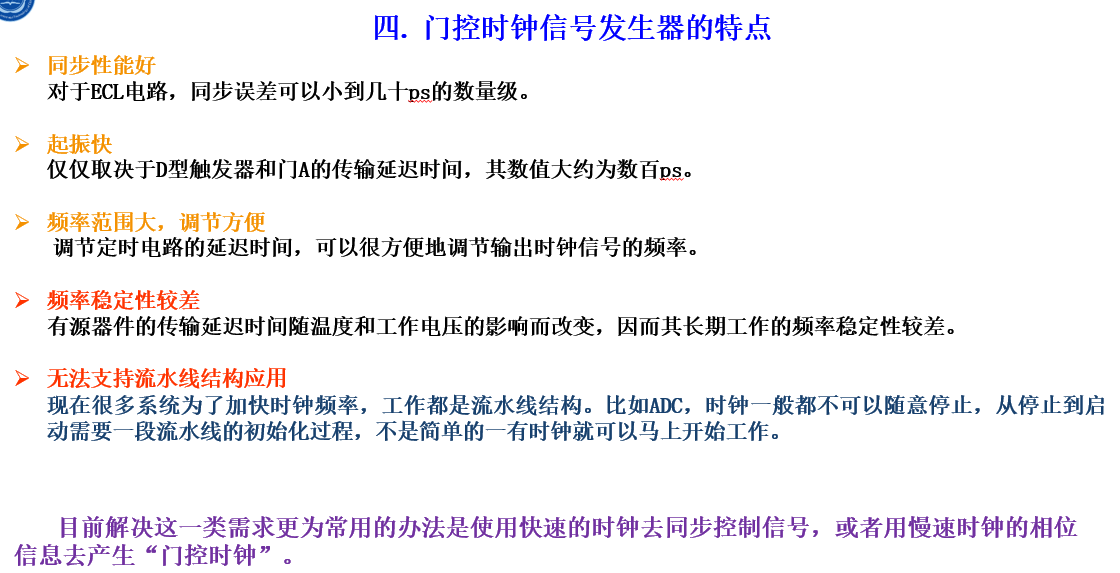 四. 门控时钟信号发生器的特点
➢ 同步性能好
对于ECL电路，同步误差可以小到几十ps的数量级。
➢ 起振快
仅仅取决于D型触发器和门A的传输延迟时间，其数值大约为数百ps。
➢ 频率范围大，调节方便
调节定时电路的延迟时间，可以很方便地调节输出时钟信号的频率。
➢ 频率稳定性较差
有源器件的传输延迟时间随温度和工作电压的影响而改变，因而其长期工作的频率稳定性较差。
➢ 无法支持流水线结构应用
现在很多系统为了加快时钟频率，工作都是流水线结构。比如ADC，时钟一般都不可以随意停止，从停止到启
动需要一段流水线的初始化过程，不是简单的一有时钟就可以马上开始工作。
目前解决这一类需求更为常用的办法是使用快速的时钟去同步控制信号，或者用慢速时钟的相位
信息去产生“门控时钟”。